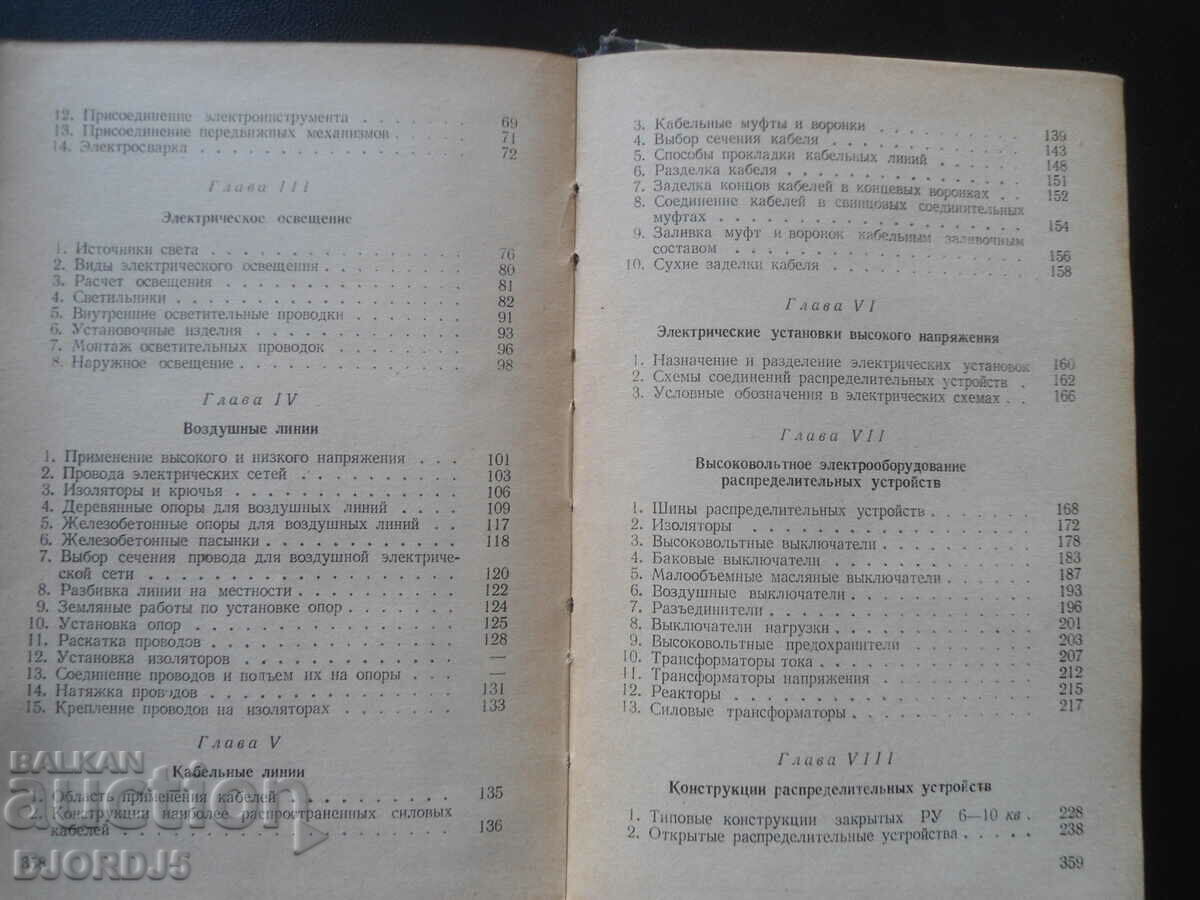 12. Присоединение электроинструмента . . . . . . . . 69
13. Присоединение передвижных механизмов . . . . . . 71
14. Электросварка . . . . . . . . . . . . . . . . 72
Глава III
Электрическое освещение
1. Источники света . . . . . . . . . . . . . . . 76
2. Виды электрического освещения . . . . . . . . . 80
3. Расчет освещения . . . . . . . . . . . . . . . 81
4. Светильники . . . . . . . . . . . . . . . . . 82
5. Внутренние осветительные проводки . . . . . . . . 91
6. Установочные изделия . . . . . . . . . . . . . 93
7. Монтаж осветительных проводок . . . . . . . . . 96
8. Наружное освещение . . . . . . . . . . . . . . 98
Глава IV
Воздушные линии
1. Применение высокого и низкого напряжения . . . 101
2. Провода электрических сетей . . . . . . . . . . 103
3. Изоляторы и крючья . . . . . . . . . . . . . . 106
4. Деревянные опоры для воздушных линий . . . . 109
5. Железобетонные опоры для воздушных линий . . . 117
6. Железобетонные пасынки . . . . . . . . . . . . 118
7. Выбор сечения провода для воздушной электриче-
ской сети . . . . . . . . . . . . . . . . . . 120
8. Разбивка линии на местности . . . . . . . . . . 122
9. Земляные работы по установке опор . . . . . . . 124
10. Установка опор . . . . . . . . . . . . . . . . 125
11. Раскатка проводов . . . . . . . . . . . . . . . 128
12. Установка изоляторов . . . . . . . . . . . . . —
13. Соединение проводов и подъем их на опоры . . . . —
14. Натяжка проводов . . . . . . . . . . . . . . . 131
15. Крепление проводов на изоляторах . . . . . . . . 133
Глава V
Кабельные линии
1. Область применения кабелей . . . . . . . . . . 135
2. Конструкции наиболее распространенных силовых
кабелей . . . . . . . . . . . . . . . . . . . 136
358
3. Кабельные муфты и воронки . . . . . . . . . . . 139
4. Выбор сечения кабеля . . . . . . . . . . . . . 143
5. Способы прокладки кабельных линий . . . . . . . 148
6. Разделка кабеля . . . . . . . . . . . . . . . 151
7. Заделка концов кабелей в концевых воронках . . 152
8. Соединение кабелей в свинцовых соединительных
муфтах . . . . . . . . . . . . . . . . . . . 154
9. Заливка муфт и воронок кабельным заливочным
составом . . . . . . . . . . . . . . . . . . 156
10. Сухие заделки кабеля . . . . . . . . . . . . . 158
Глава VI
Электрические установки высокого напряжения
1. Назначение и разделение электрических установок 160
2. Схемы соединений распределительных устройств . 162
3. Условные обозначения в электрических схемах . . 166
Глава VII
Высоковольтное электрооборудование
распределительных устройств
1. Шины распределительных устройств . . . . . . . 168
2. Изоляторы . . . . . . . . . . . . . . . . . . 172
3. Высоковольтные выключатели . . . . . . . . . . 178
4. Баковые выключатели . . . . . . . . . . . . . . 183
5. Малообъемные масляные выключатели . . . . . . . 187
6. Воздушные выключатели . . . . . . . . . . . . . 193
7. Разъединители . . . . . . . . . . . . . . . . 196
8. Выключатели нагрузки . . . . . . . . . . . . . 201
9. Высоковольтные предохранители . . . . . . . . . 203
10. Трансформаторы тока . . . . . . . . . . . . . . 207
11. Трансформаторы напряжения . . . . . . . . . . . 212
12. Реакторы . . . . . . . . . . . . . . . . . . . 215
13. Силовые трансформаторы . . . . . . . . . . . . 217
Глава VIII
Конструкции распределительных устройств
1. Типовые конструкции закрытых РУ 6—10 кв . 228
2. Открытые распределительные устройства . . . . . 238
359
BALKAN
auction
BJORDJ5